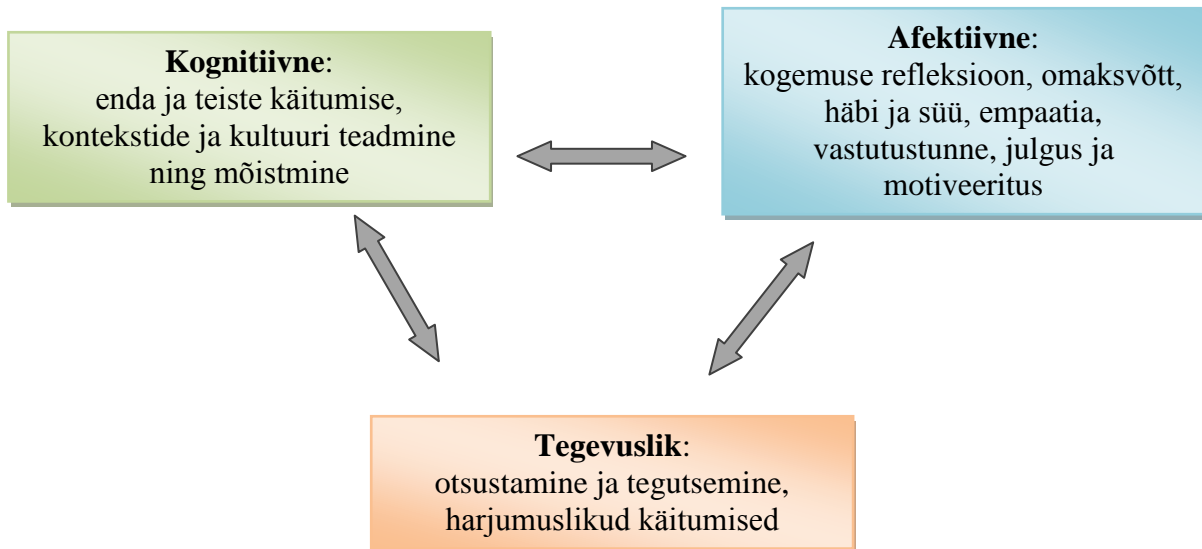 Kognitiivne:
enda ja teiste käitumise,
kontekstide ja kultuuri teadmine
ning mõistmine
Afektiivne:
kogemuse refleksioon, omaksvõtt,
häbi ja süü, empaatia,
vastutustunne, julgus ja
motiveeritus
Tegevuslik:
otsustamine ja tegutsemine,
harjumuslikud käitumised